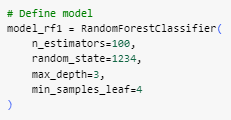 # Define model
model_rf1 = RandomForestClassifier(
    n_estimators=100,
    random_state=1234,
    max_depth=3,
    min_samples_leaf=4
)